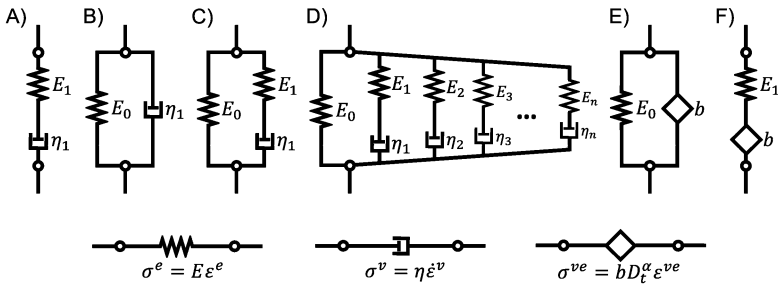 A) B) C) D) E) F)
E₁ η₁
E₀ η₁
E₀ E₁ η₁
E₀ E₁ η₁ E₂ η₂ E₃ η₃ ••• Eₙ ηₙ
E₀ b
E₁ b
σᵉ = Eεᵉ
σᵛ = ηε̇ᵛ
σᵛᵉ = bDₜᵅεᵛᵉ